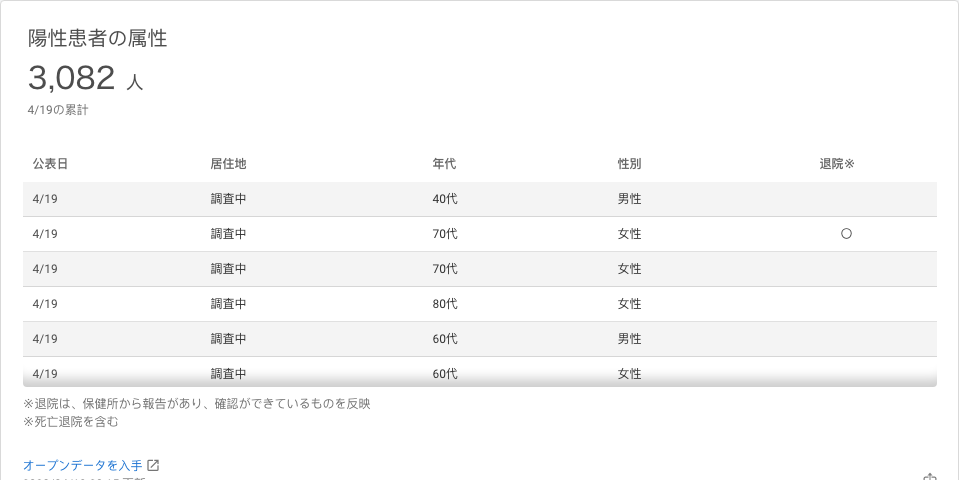 陽性患者の属性
3,082 人
4/19の累計
公表日 居住地 年代 性別 退院※
4/19 調査中 40代 男性
4/19 調査中 70代 女性 ○
4/19 調査中 70代 女性
4/19 調査中 80代 女性
4/19 調査中 60代 男性
4/19 調査中 60代 女性
※退院は、保健所から報告があり、確認ができているものを反映
※死亡退院を含む
オープンデータを入手